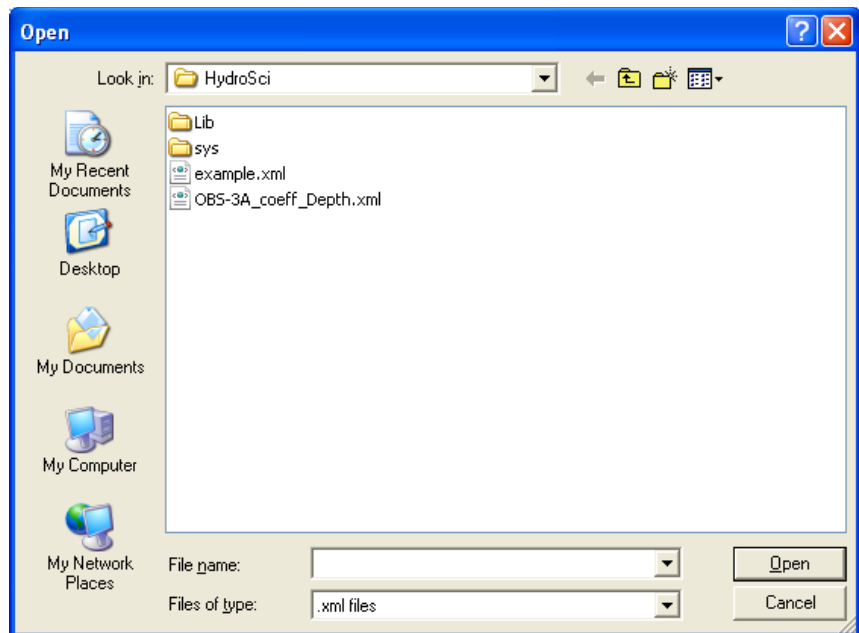 Open
Look in: HydroSci
My Recent
Documents
Desktop
My Documents
My Computer
My Network
Places
Lib
sys
example.xml
OBS-3A_coeff_Depth.xml
File name:
Open
Files of type: .xml files
Cancel